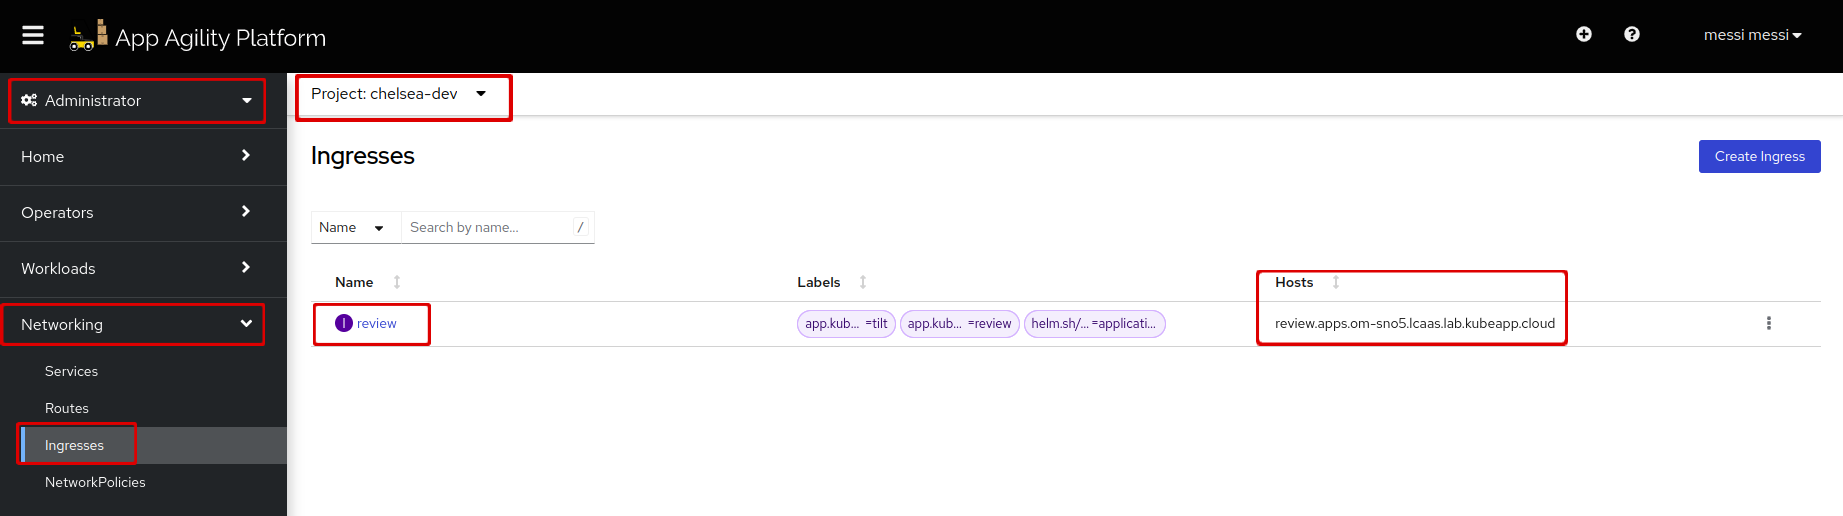 App Agility Platform
messi messi
Administrator
Home
Operators
Workloads
Networking
Services
Routes
Ingresses
NetworkPolicies
Project: chelsea-dev
Ingresses
Create Ingress
Name
Search by name...
/
Name
Labels
Hosts
I
review
app.kub... =tilt
app.kub... =review
helm.sh/... =applicati...
review.apps.om-sno5.lcaas.lab.kubeapp.cloud